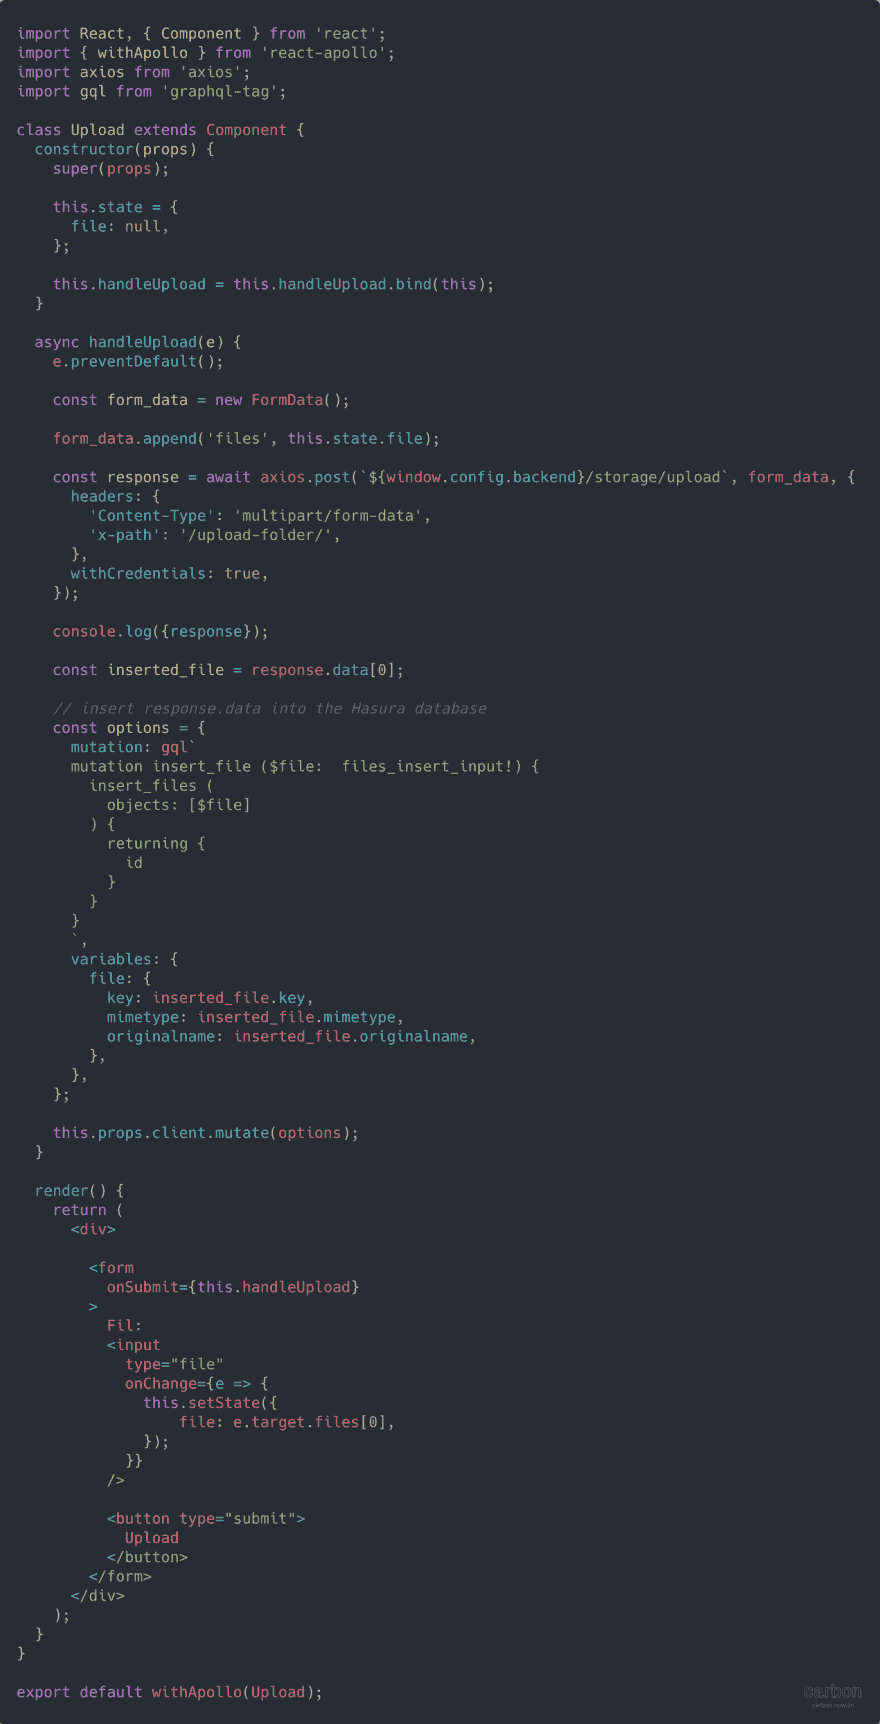 import React, { Component } from 'react';
import { withApollo } from 'react-apollo';
import axios from 'axios';
import gql from 'graphql-tag';

class Upload extends Component {
  constructor(props) {
    super(props);

    this.state = {
      file: null,
    };

    this.handleUpload = this.handleUpload.bind(this);
  }

  async handleUpload(e) {
    e.preventDefault();

    const form_data = new FormData();

    form_data.append('files', this.state.file);

    const response = await axios.post(`${window.config.backend}/storage/upload`, form_data, {
      headers: {
        'Content-Type': 'multipart/form-data',
        'x-path': '/upload-folder/',
      },
      withCredentials: true,
    });

    console.log({response});

    const inserted_file = response.data[0];

    // insert response.data into the Hasura database
    const options = {
      mutation: gql`
      mutation insert_file ($file:  files_insert_input!) {
        insert_files (
          objects: [$file]
        ) {
          returning {
            id
          }
        }
      }
      `,
      variables: {
        file: {
          key: inserted_file.key,
          mimetype: inserted_file.mimetype,
          originalname: inserted_file.originalname,
        },
      },
    };

    this.props.client.mutate(options);
  }

  render() {
    return (
      <div>

        <form
          onSubmit={this.handleUpload}
        >
          Fil:
          <input
            type="file"
            onChange={e => {
              this.setState({
                  file: e.target.files[0],
              });
            }}
          />

          <button type="submit">
            Upload
          </button>
        </form>
      </div>
    );
  }
}

export default withApollo(Upload);
carbon
carbon.now.sh